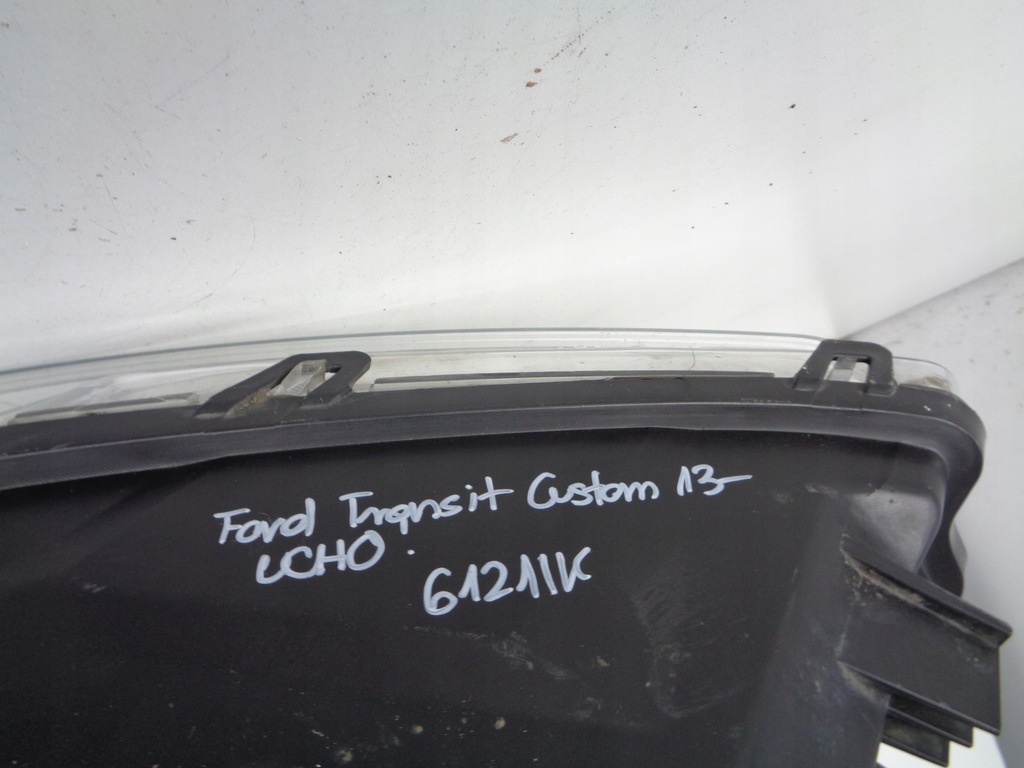 Ford Transit Custom 13-
UCHO
61211K